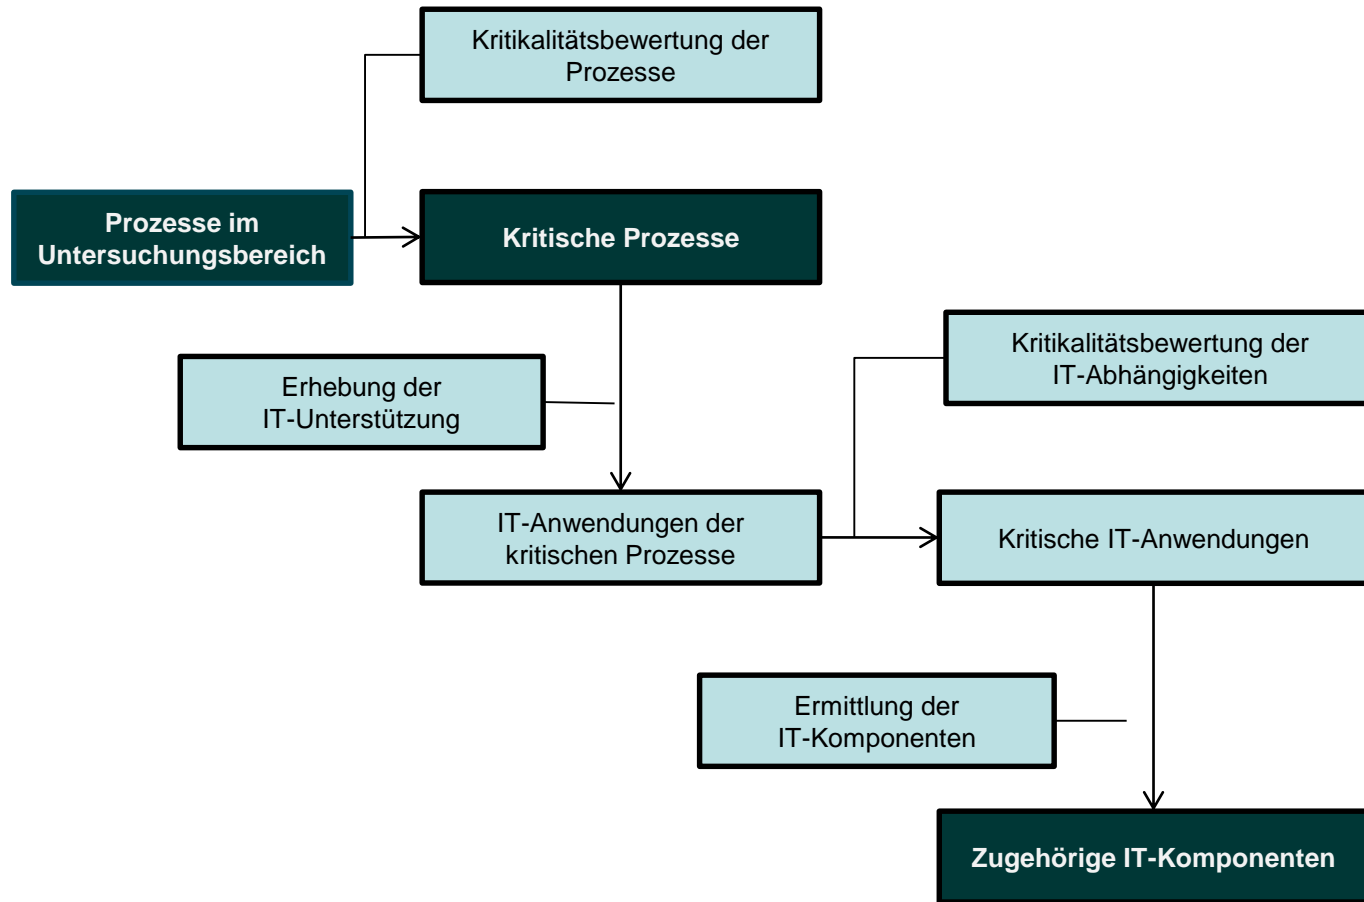 Kritikalitätsbewertung der
Prozesse
Prozesse im
Untersuchungsbereich
Kritische Prozesse
Kritikalitätsbewertung der
IT-Abhängigkeiten
Erhebung der
IT-Unterstützung
IT-Anwendungen der
kritischen Prozesse
Kritische IT-Anwendungen
Ermittlung der
IT-Komponenten
Zugehörige IT-Komponenten